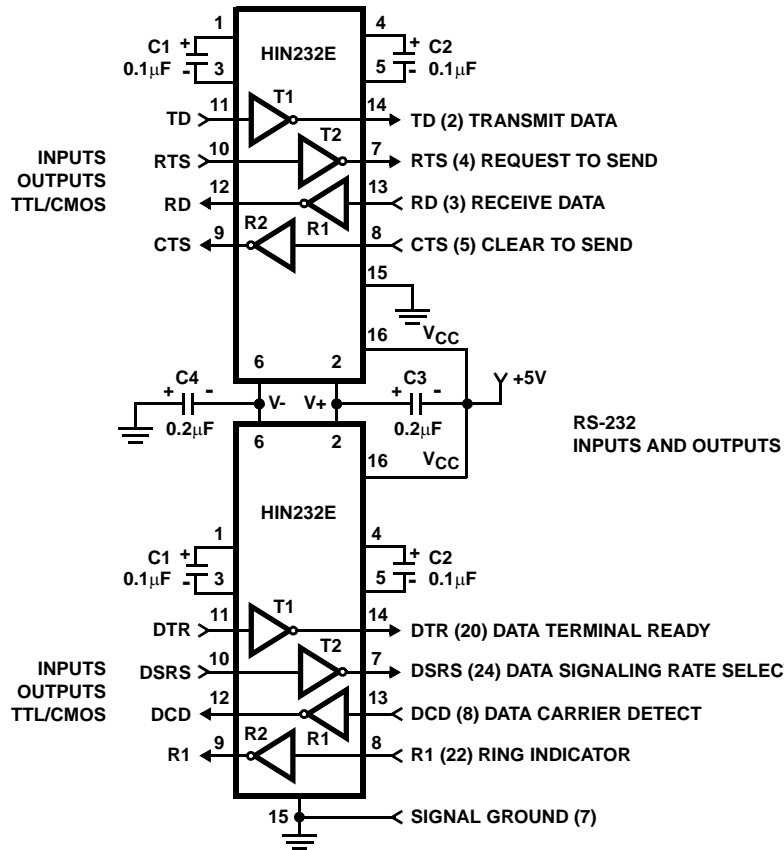 1 HIN232E 4
C1 + + C2
0.1μF - 3 5 - 0.1μF
T1
TD 11 14 TD (2) TRANSMIT DATA
T2
INPUTS
OUTPUTS
TTL/CMOS
RTS 10 7 RTS (4) REQUEST TO SEND
RD 12 13 RD (3) RECEIVE DATA
R2 R1
CTS 9 8 CTS (5) CLEAR TO SEND
15
16 VCC
6 2
C4 C3 +5V
+ - V- V+ + -
0.2μF 0.2μF
RS-232
INPUTS AND OUTPUTS
6 2
16 VCC
HIN232E
1 4
C1 + + C2
0.1μF - 3 5 - 0.1μF
T1
DTR 11 14 DTR (20) DATA TERMINAL READY
T2
INPUTS
OUTPUTS
TTL/CMOS
DSRS 10 7 DSRS (24) DATA SIGNALING RATE SELEC
DCD 12 13 DCD (8) DATA CARRIER DETECT
R2 R1
R1 9 8 R1 (22) RING INDICATOR
15 SIGNAL GROUND (7)